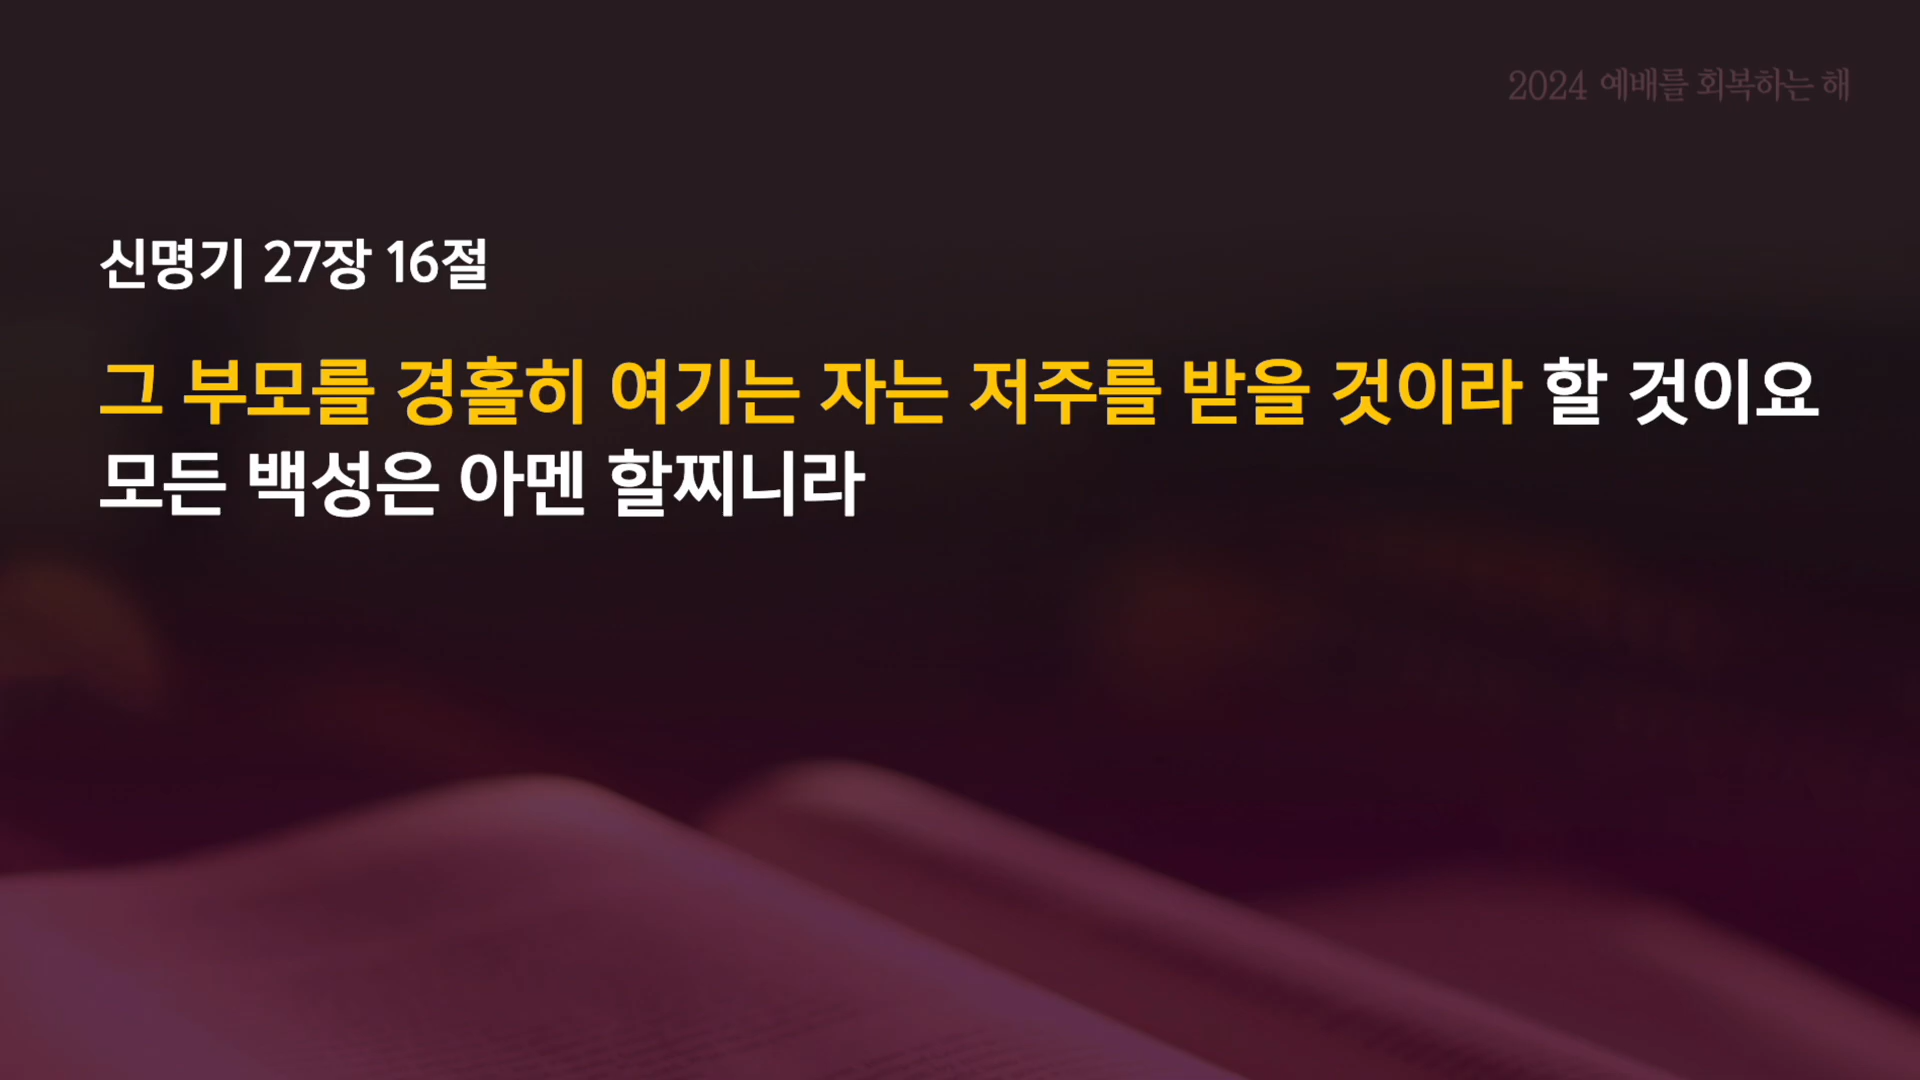 2024 예배를 회복하는 해
신명기 27장 16절
그 부모를 경홀히 여기는 자는 저주를 받을 것이라 할 것이요
모든 백성은 아멘 할찌니라